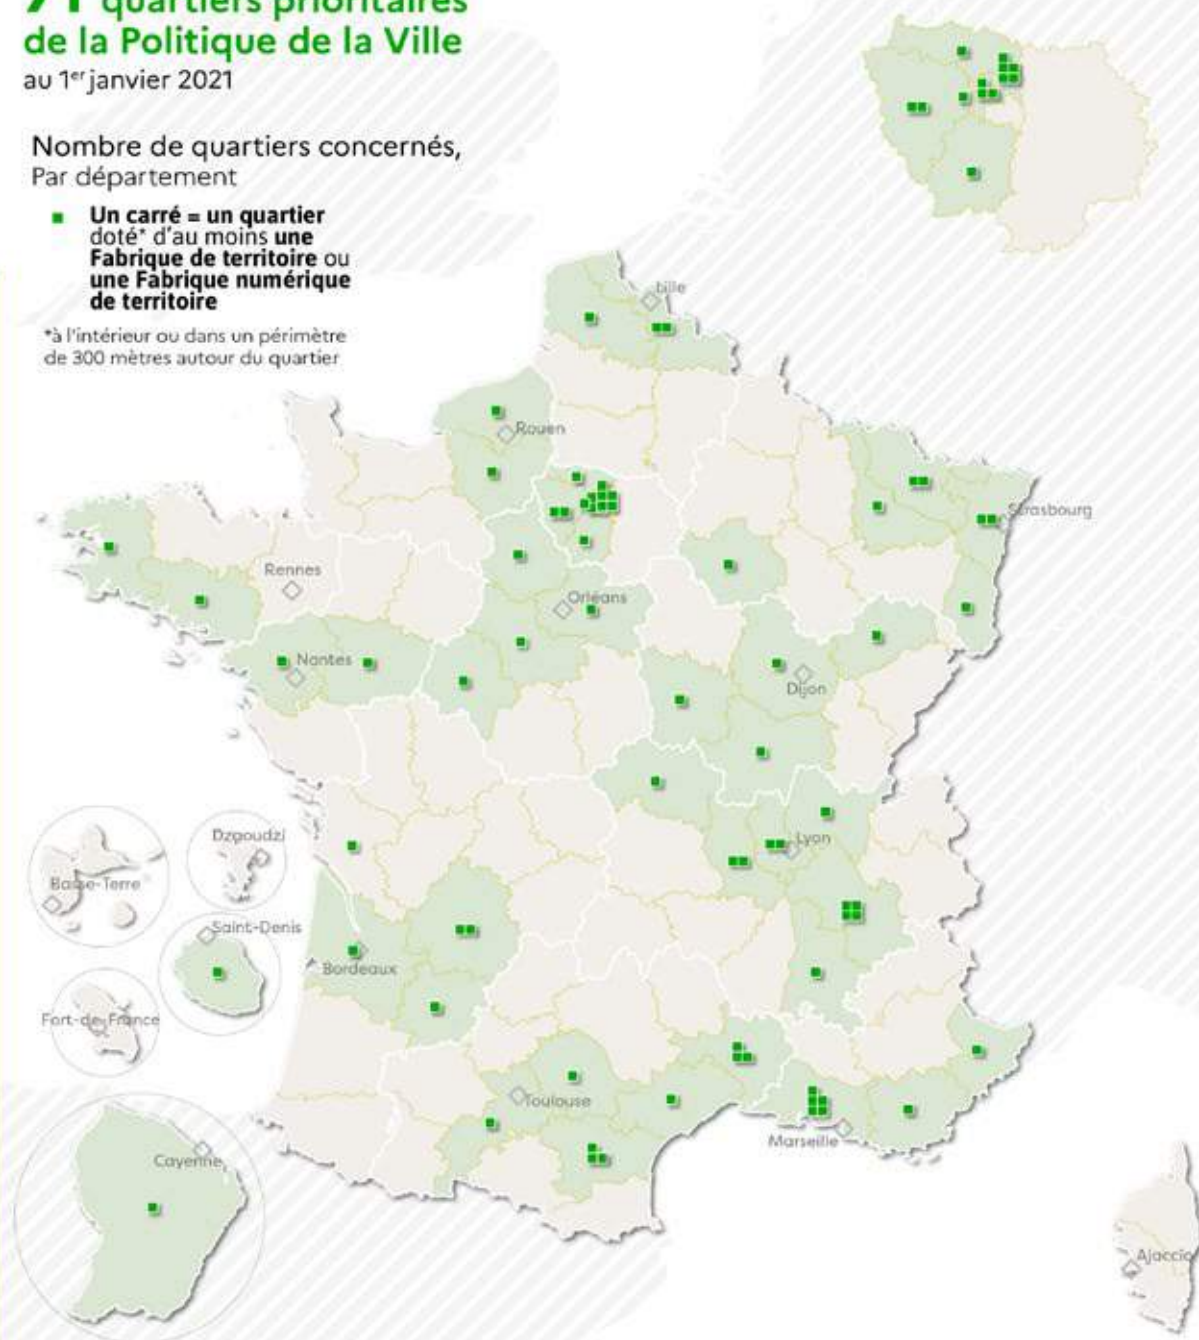 71 quartiers prioritaires
de la Politique de la Ville
au 1er janvier 2021
Nombre de quartiers concernés,
Par département
Un carré = un quartier
doté* d'au moins une
Fabrique de territoire ou
une Fabrique numérique
de territoire
*à l'intérieur ou dans un périmètre
de 300 mètres autour du quartier
Lille
Rouen
Strasbourg
Rennes
Orléans
Nantes
Dijon
Lyon
Dzaoudzi
Basse-Terre
Saint-Denis
Bordeaux
Fort-de-France
Toulouse
Marseille
Cayenne
Ajaccio